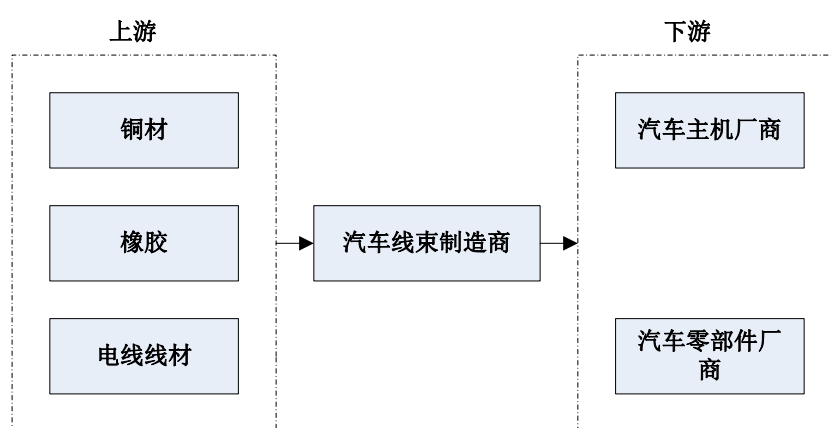 上游
下游
铜材
汽车主机厂商
橡胶
汽车线束制造商
电线线材
汽车零部件厂
商